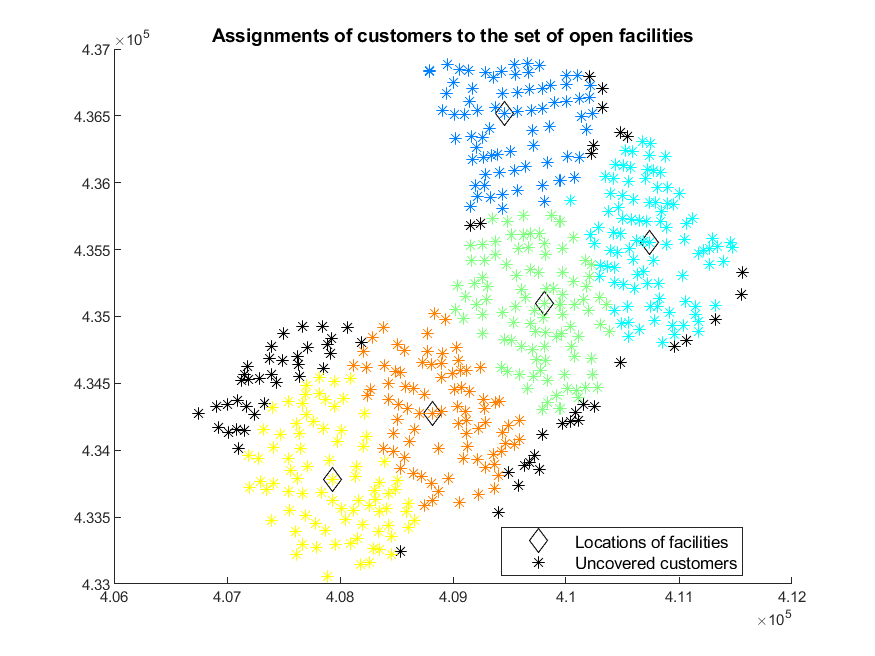 Assignments of customers to the set of open facilities
×10^5
4.37
4.365
4.36
4.355
4.35
4.345
4.34
4.335
4.33
4.06 4.07 4.08 4.09 4.1 4.11 4.12
×10^5
Locations of facilities
Uncovered customers